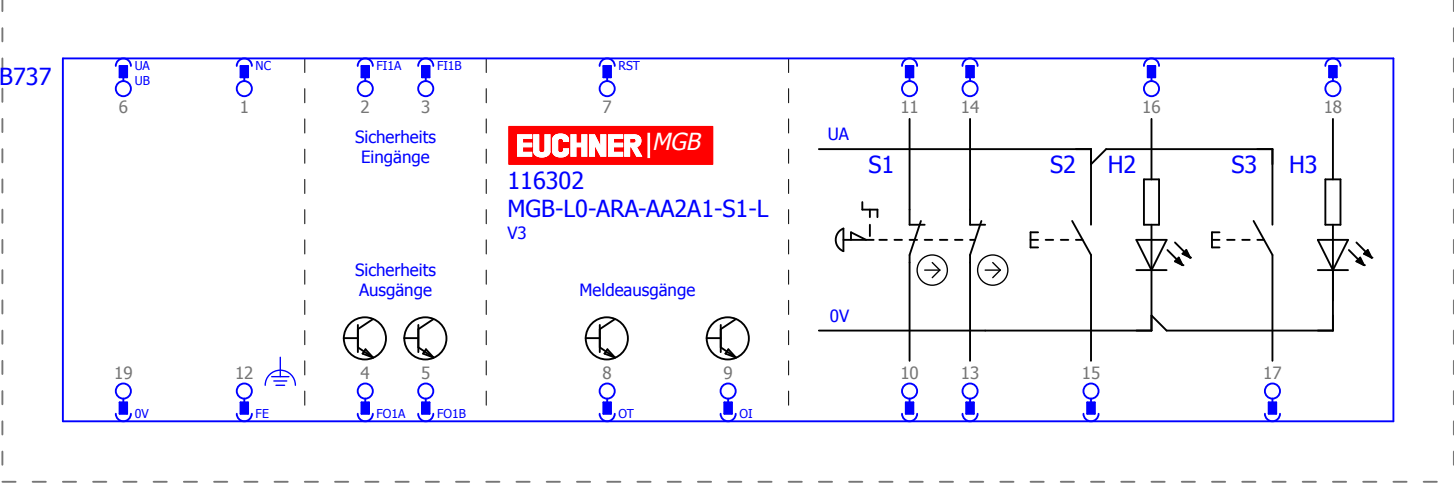 B737
UA
UB
NC
FI1A
FI1B
RST
6
1
2
3
7
11
14
16
18
Sicherheits
Eingänge
EUCHNER|MGB
116302
MGB-L0-ARA-AA2A1-S1-L
V3
UA
S1
S2
H2
S3
H3
Sicherheits
Ausgänge
Meldeausgänge
0V
19
12
4
5
8
9
10
13
15
17
0V
FE
FO1A
FO1B
OT
OI